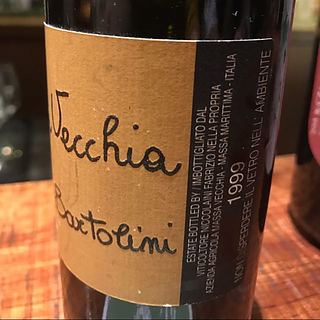 Vecchia
Bartolini
ESTATE BOTTLED BY / IMBOTTIGLIATO DAL
VITICOLTORE NICCOLAINI FABRIZIO NELLA PROPRIA
AZIENDA AGRICOLA MASSA VECCHIA - MASSA MARITTIMA - ITALIA
1999
NON DISPERDERE IL VETRO NELL' AMBIENTE